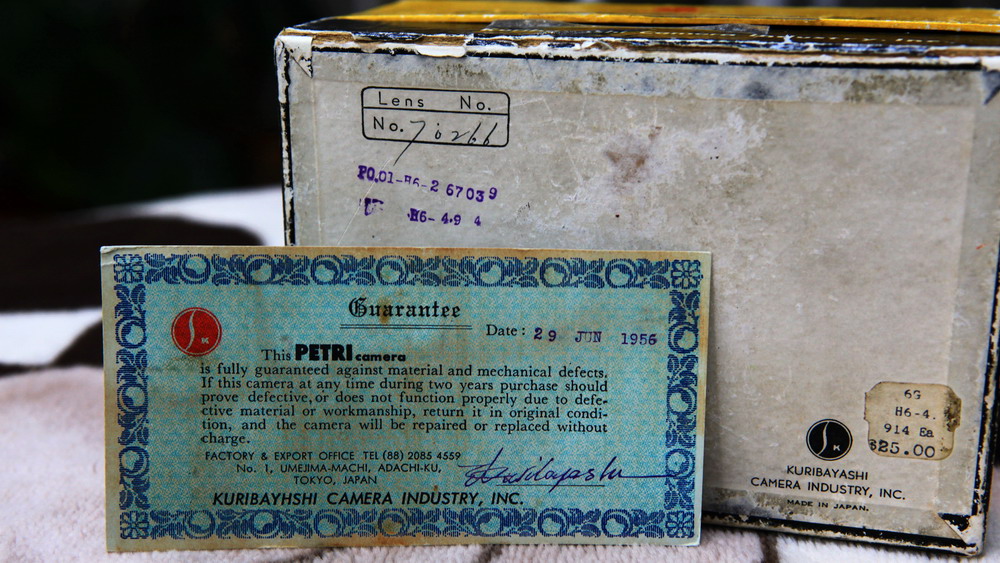 Lens No.
No. 70266
PO.01-H6-2 67039
H6-4.9 4
Guarantee
Date: 29 JUN 1956
This PETRI camera
is fully guaranteed against material and mechanical defects.
If this camera at any time during two years purchase should
prove defective, or does not function properly due to defe-
ctive material or workmanship, return it in original condi-
tion, and the camera will be repaired or replaced without
charge.
FACTORY & EXPORT OFFICE TEL (88) 2085 4559
No. 1, UMEJIMA-MACHI, ADACHI-KU,
TOKYO, JAPAN
KURIBAYHSHI CAMERA INDUSTRY, INC.
6G
H6-4.
914 Ea
$25.00
KURIBAYASHI
CAMERA INDUSTRY, INC.
MADE IN JAPAN.